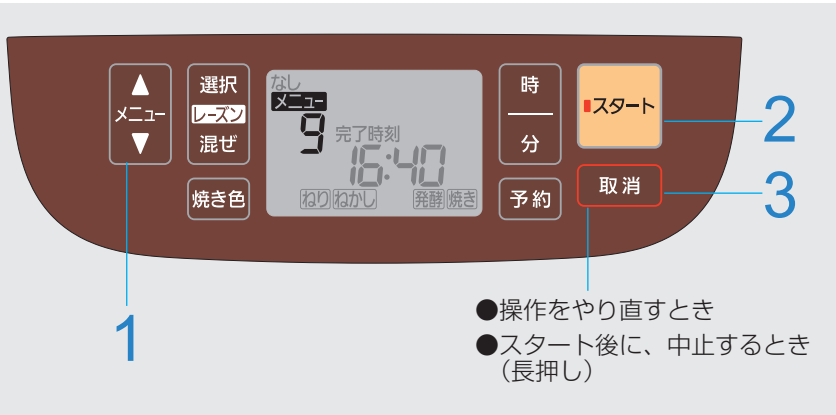 ▲
メニュー
▼
選択
レーズン
混ぜ
焼き色
なし
メニュー
9
完了時刻
16:40
ねり ねかし 発酵 焼き
時
分
予約
スタート
取消
1
2
3
●操作をやり直すとき
●スタート後に、中止するとき
（長押し）